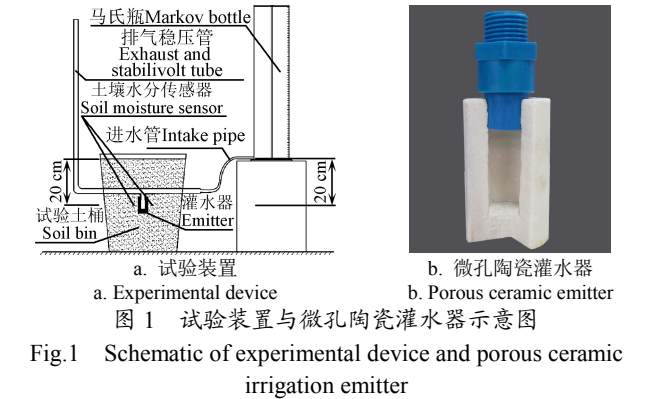 马氏瓶Markov bottle
排气稳压管
Exhaust and
stabilivolt tube
土壤水分传感器
Soil moisture sensor
进水管Intake pipe
20 cm
20 cm
试验土桶
Soil bin
灌水器
Emitter
a. 试验装置
a. Experimental device
b. 微孔陶瓷灌水器
b. Porous ceramic emitter
图 1 试验装置与微孔陶瓷灌水器示意图
Fig.1 Schematic of experimental device and porous ceramic
irrigation emitter